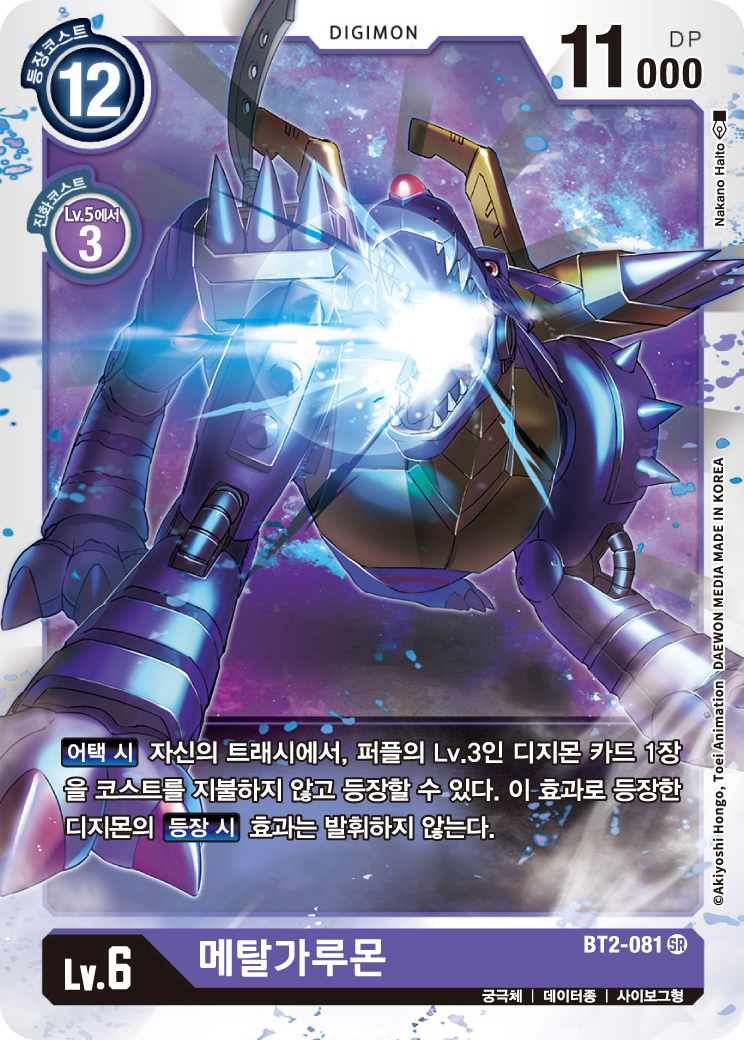 DIGIMON
등장코스트
12
11000
DP
진화코스트
Lv.5에서
3
Nakano Haito
어택 시 자신의 트래시에서, 퍼플의 Lv.3인 디지몬 카드 1장
을 코스트를 지불하지 않고 등장할 수 있다. 이 효과로 등장한
디지몬의 등장 시 효과는 발휘하지 않는다.
©Akiyoshi Hongo, Toei Animation DAEWON MEDIA MADE IN KOREA
Lv.6
메탈가루몬
BT2-081 SR
궁극체 | 데이터종 | 사이보그형